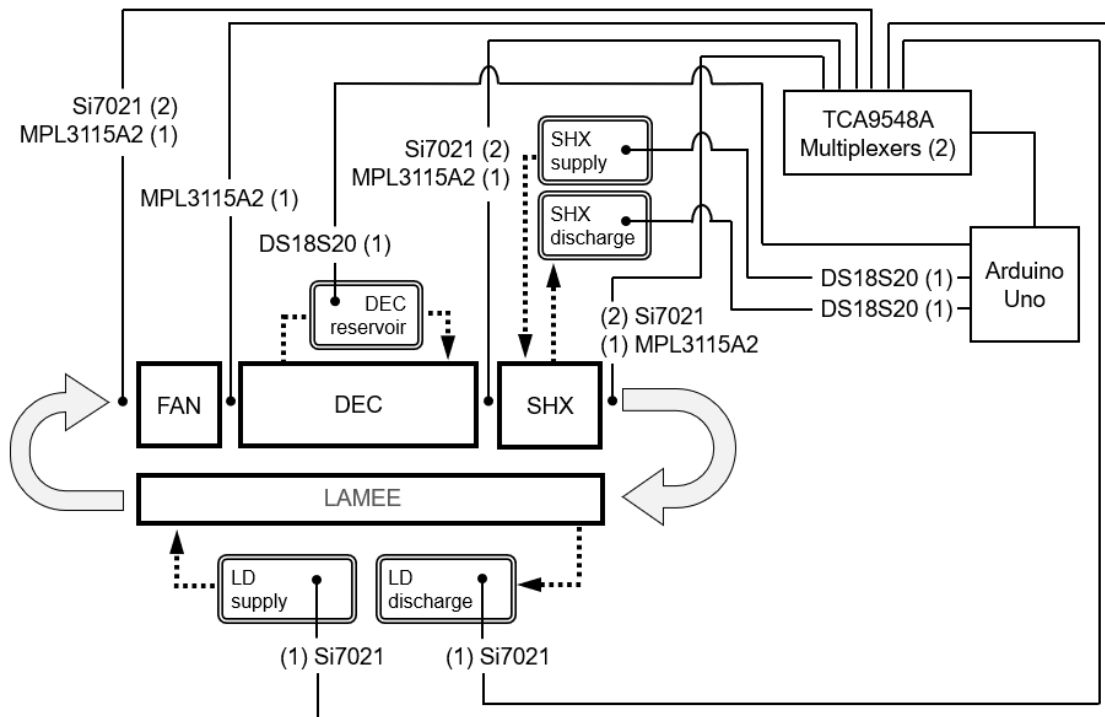 Si7021 (2)
MPL3115A2 (1)
MPL3115A2 (1)
DS18S20 (1)
Si7021 (2)
MPL3115A2 (1)
SHX
supply
SHX
discharge
TCA9548A
Multiplexers (2)
Arduino
Uno
DS18S20 (1)
DS18S20 (1)
DEC
reservoir
(2) Si7021
(1) MPL3115A2
FAN
DEC
SHX
LAMEE
LD
supply
LD
discharge
(1) Si7021
(1) Si7021